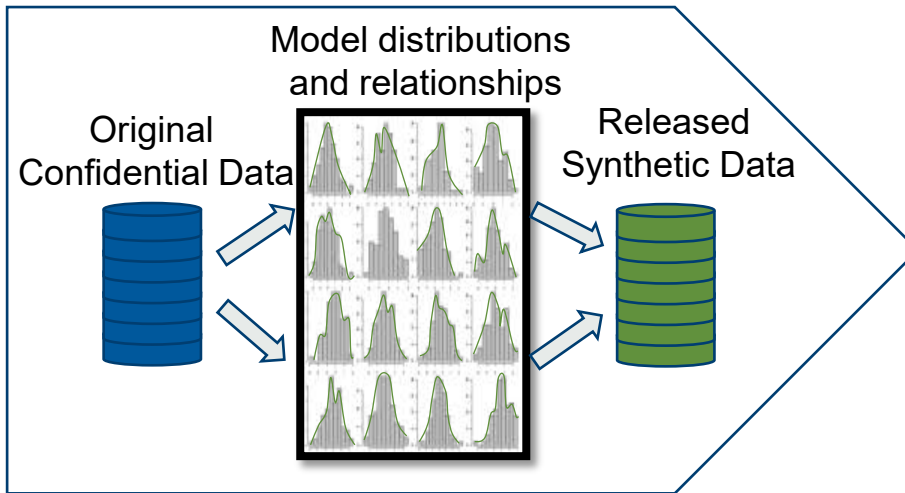 Model distributions
and relationships
Original
Confidential Data
Released
Synthetic Data